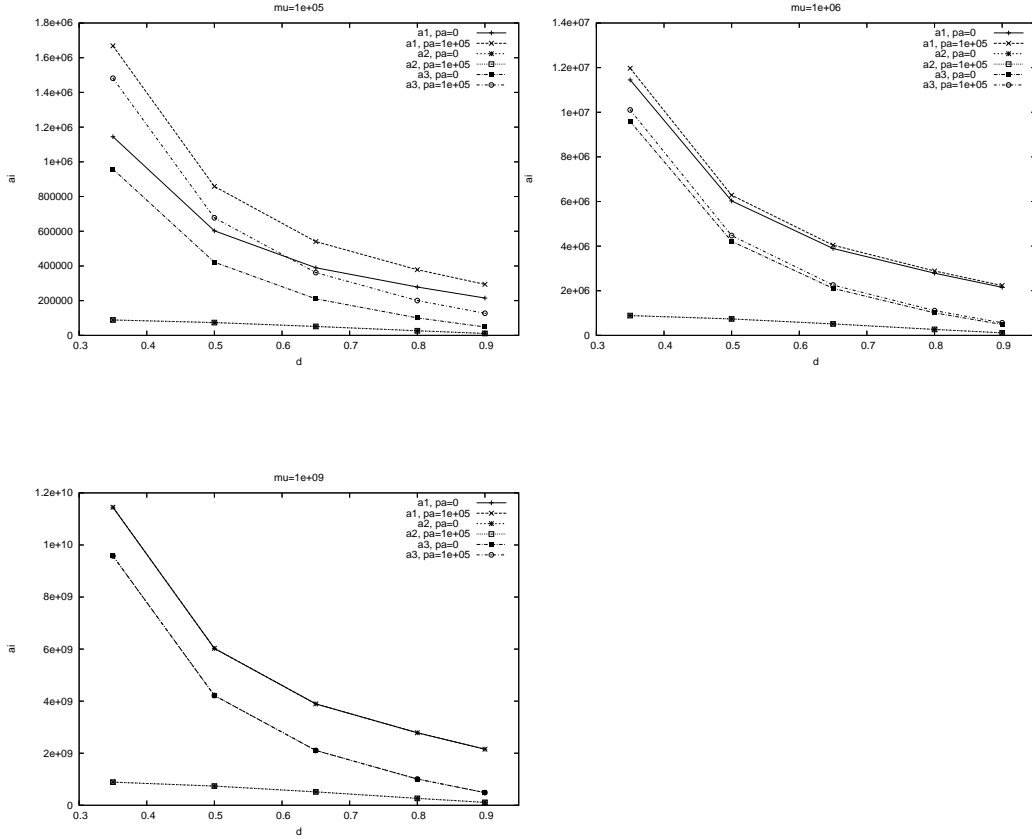 mu=1e+05
1.8e+06
1.6e+06
1.4e+06
1.2e+06
1e+06
800000
600000
400000
200000
0
ai
0.3 0.4 0.5 0.6 0.7 0.8 0.9
d
a1, pa=0
a1, pa=1e+05
a2, pa=0
a2, pa=1e+05
a3, pa=0
a3, pa=1e+05
mu=1e+06
1.4e+07
1.2e+07
1e+07
8e+06
6e+06
4e+06
2e+06
0
ai
0.3 0.4 0.5 0.6 0.7 0.8 0.9
d
a1, pa=0
a1, pa=1e+05
a2, pa=0
a2, pa=1e+05
a3, pa=0
a3, pa=1e+05
mu=1e+09
1.2e+10
1e+10
8e+09
6e+09
4e+09
2e+09
0
ai
0.3 0.4 0.5 0.6 0.7 0.8 0.9
d
a1, pa=0
a1, pa=1e+05
a2, pa=0
a2, pa=1e+05
a3, pa=0
a3, pa=1e+05